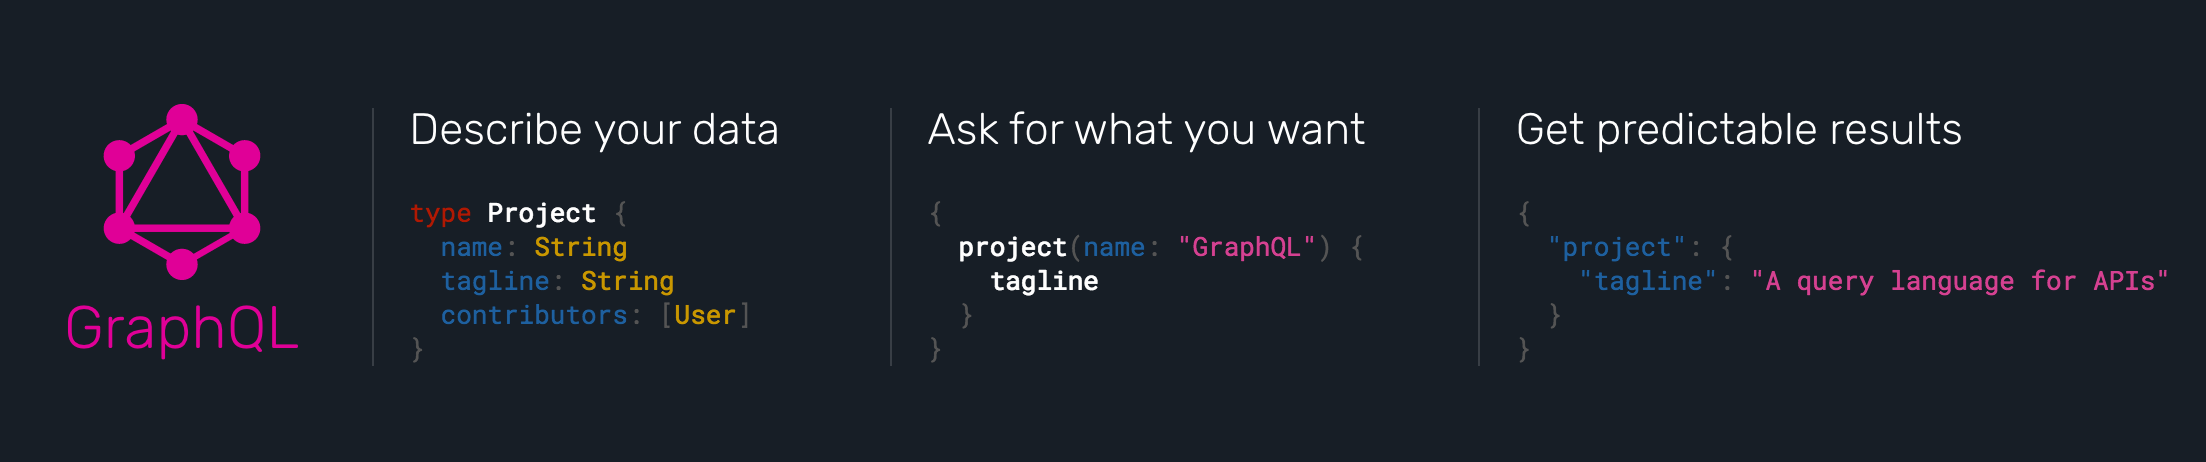 GraphQL
Describe your data
type Project {
  name: String
  tagline: String
  contributors: [User]
}
Ask for what you want
{
  project(name: "GraphQL") {
    tagline
  }
}
Get predictable results
{
  "project": {
    "tagline": "A query language for APIs"
  }
}